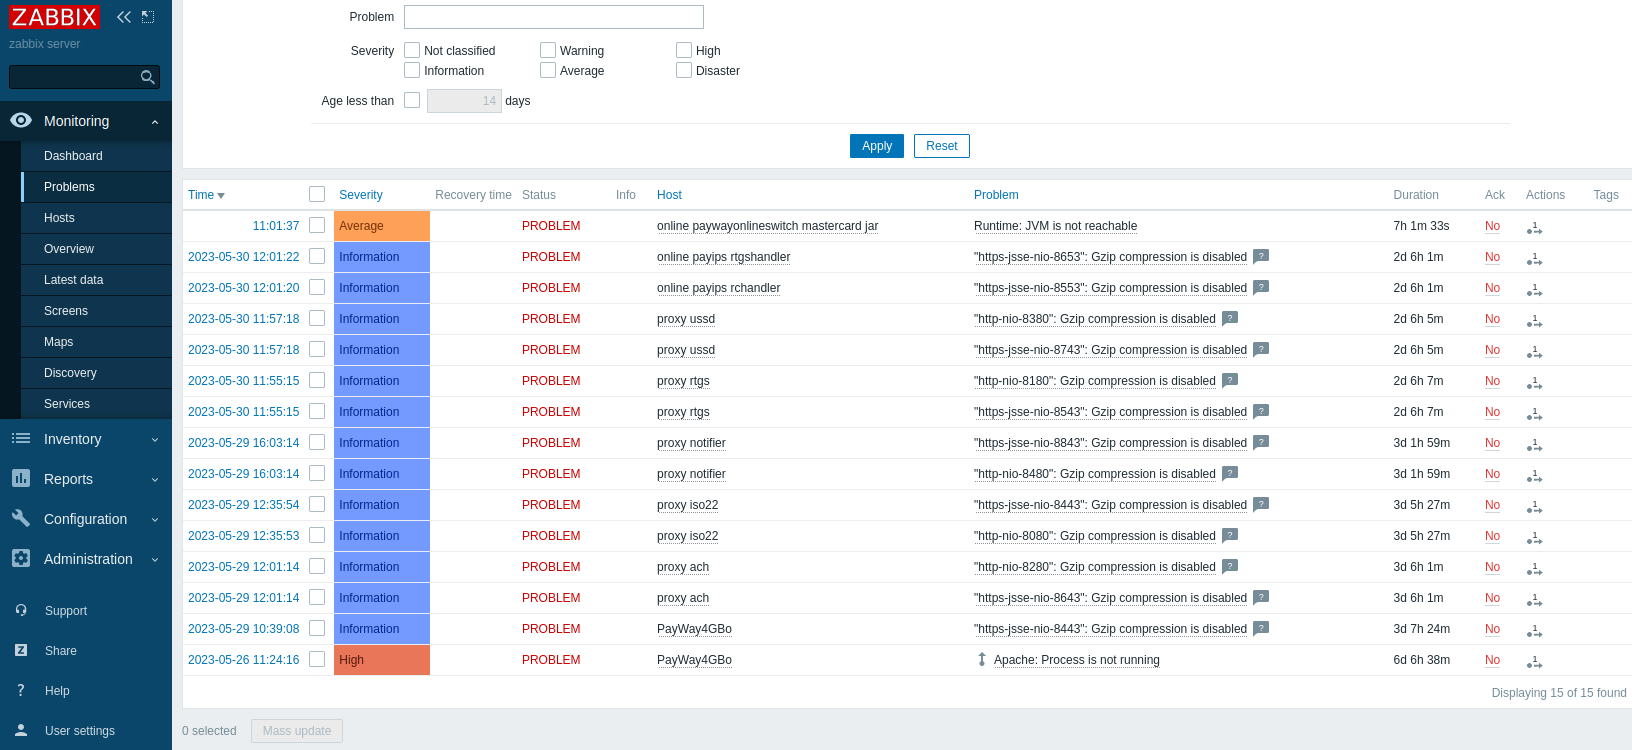 ZABBIX
zabbix server
Monitoring
Dashboard
Problems
Hosts
Overview
Latest data
Screens
Maps
Discovery
Services
Inventory
Reports
Configuration
Administration
Support
Share
Help
User settings
Problem
Severity Not classified Warning High
Information Average Disaster
Age less than 14 days
Apply Reset
Time Severity Recovery time Status Info Host Problem Duration Ack Actions Tags
11:01:37 Average PROBLEM online paywayonlineswitch mastercard jar Runtime: JVM is not reachable 7h 1m 33s No 1
2023-05-30 12:01:22 Information PROBLEM online payips rtgshandler "https-jsse-nio-8653": Gzip compression is disabled ? 2d 6h 1m No 1
2023-05-30 12:01:20 Information PROBLEM online payips rchandler "https-jsse-nio-8553": Gzip compression is disabled ? 2d 6h 1m No 1
2023-05-30 11:57:18 Information PROBLEM proxy ussd "http-nio-8380": Gzip compression is disabled ? 2d 6h 5m No 1
2023-05-30 11:57:18 Information PROBLEM proxy ussd "https-jsse-nio-8743": Gzip compression is disabled ? 2d 6h 5m No 1
2023-05-30 11:55:15 Information PROBLEM proxy rtgs "http-nio-8180": Gzip compression is disabled ? 2d 6h 7m No 1
2023-05-30 11:55:15 Information PROBLEM proxy rtgs "https-jsse-nio-8543": Gzip compression is disabled ? 2d 6h 7m No 1
2023-05-29 16:03:14 Information PROBLEM proxy notifier "https-jsse-nio-8843": Gzip compression is disabled ? 3d 1h 59m No 1
2023-05-29 16:03:14 Information PROBLEM proxy notifier "http-nio-8480": Gzip compression is disabled ? 3d 1h 59m No 1
2023-05-29 12:35:54 Information PROBLEM proxy iso22 "https-jsse-nio-8443": Gzip compression is disabled ? 3d 5h 27m No 1
2023-05-29 12:35:53 Information PROBLEM proxy iso22 "http-nio-8080": Gzip compression is disabled ? 3d 5h 27m No 1
2023-05-29 12:01:14 Information PROBLEM proxy ach "http-nio-8280": Gzip compression is disabled ? 3d 6h 1m No 1
2023-05-29 12:01:14 Information PROBLEM proxy ach "https-jsse-nio-8643": Gzip compression is disabled ? 3d 6h 1m No 1
2023-05-29 10:39:08 Information PROBLEM PayWay4GBo "https-jsse-nio-8443": Gzip compression is disabled ? 3d 7h 24m No 1
2023-05-26 11:24:16 High PROBLEM PayWay4GBo Apache: Process is not running 6d 6h 38m No 1
Displaying 15 of 15 found
0 selected Mass update